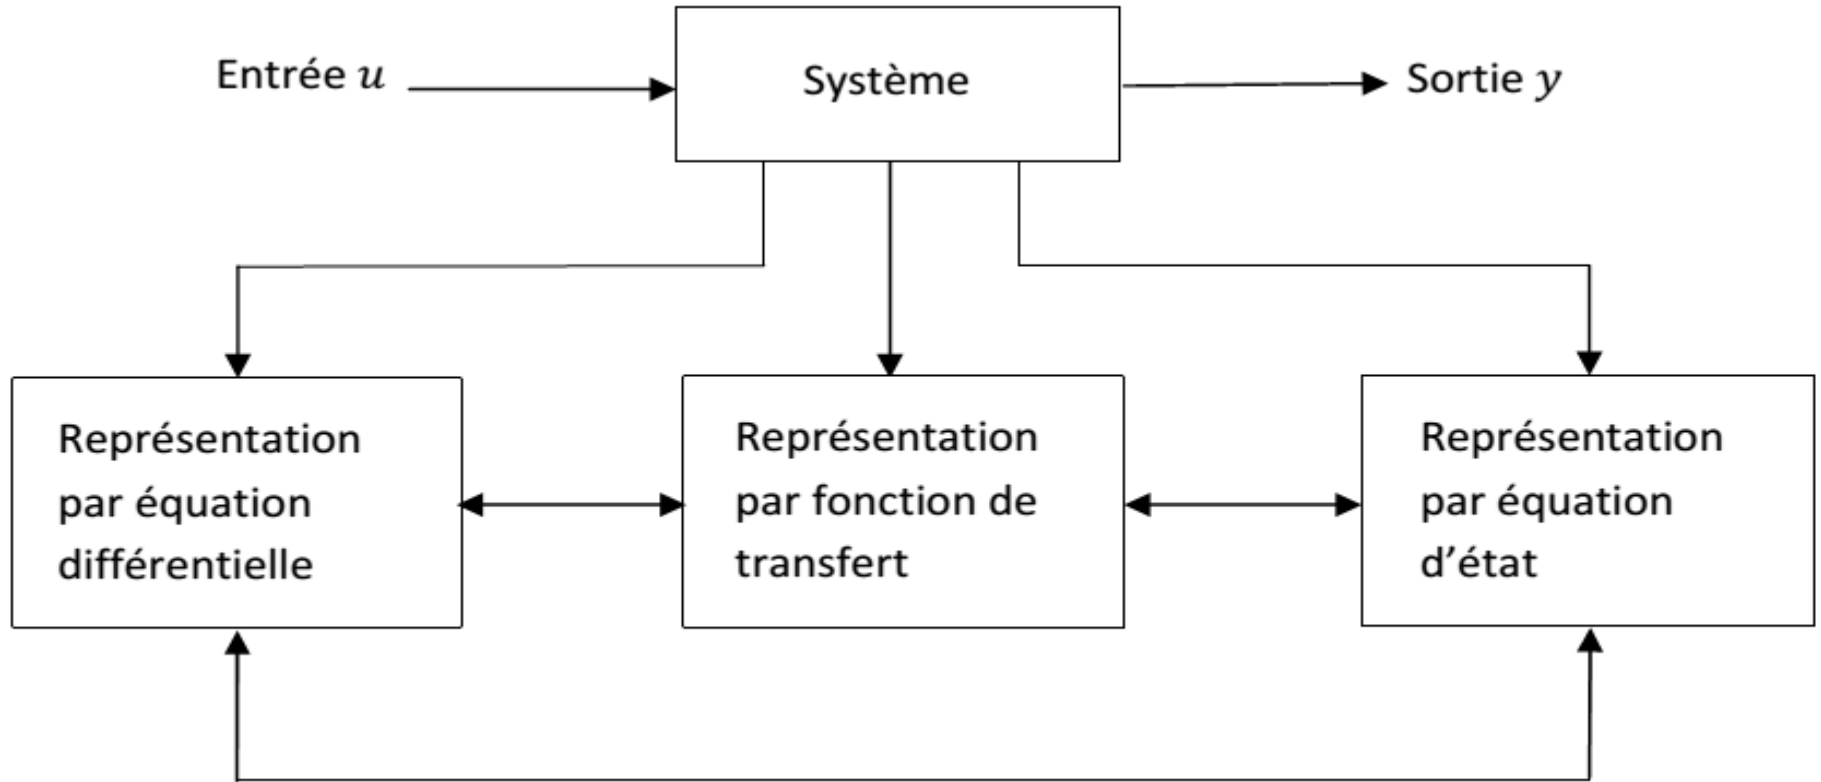 Entrée u
Système
Sortie y
Représentation
par équation
différentielle
Représentation
par fonction de
transfert
Représentation
par équation
d’état